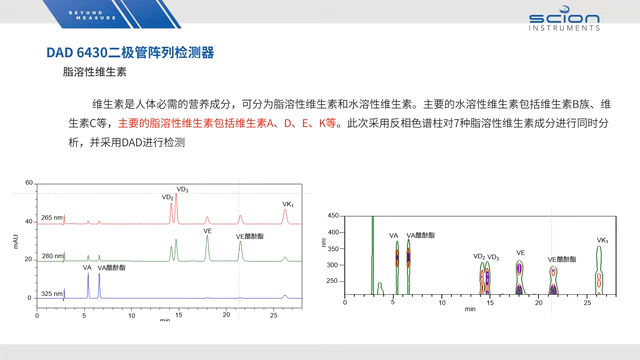 BEYOND
MEASURE
SCION
INSTRUMENTS
DAD 6430二极管阵列检测器
脂溶性维生素
维生素是人体必需的营养成分，可分为脂溶性维生素和水溶性维生素。主要的水溶性维生素包括维生素B族、维
生素C等，主要的脂溶性维生素包括维生素A、D、E、K等。此次采用反相色谱柱对7种脂溶性维生素成分进行同时分
析，并采用DAD进行检测
60
40
20
0
mAU
265 nm
280 nm
325 nm
VD2
VD3
VK1
VE
VE醋酸酯
VA
VA醋酸酯
0 5 10 15 20 25
min
450
400
350
300
250
nm
VA
VA醋酸酯
VD2
VD3
VE
VE醋酸酯
VK1
0 5 10 15 20 25
min